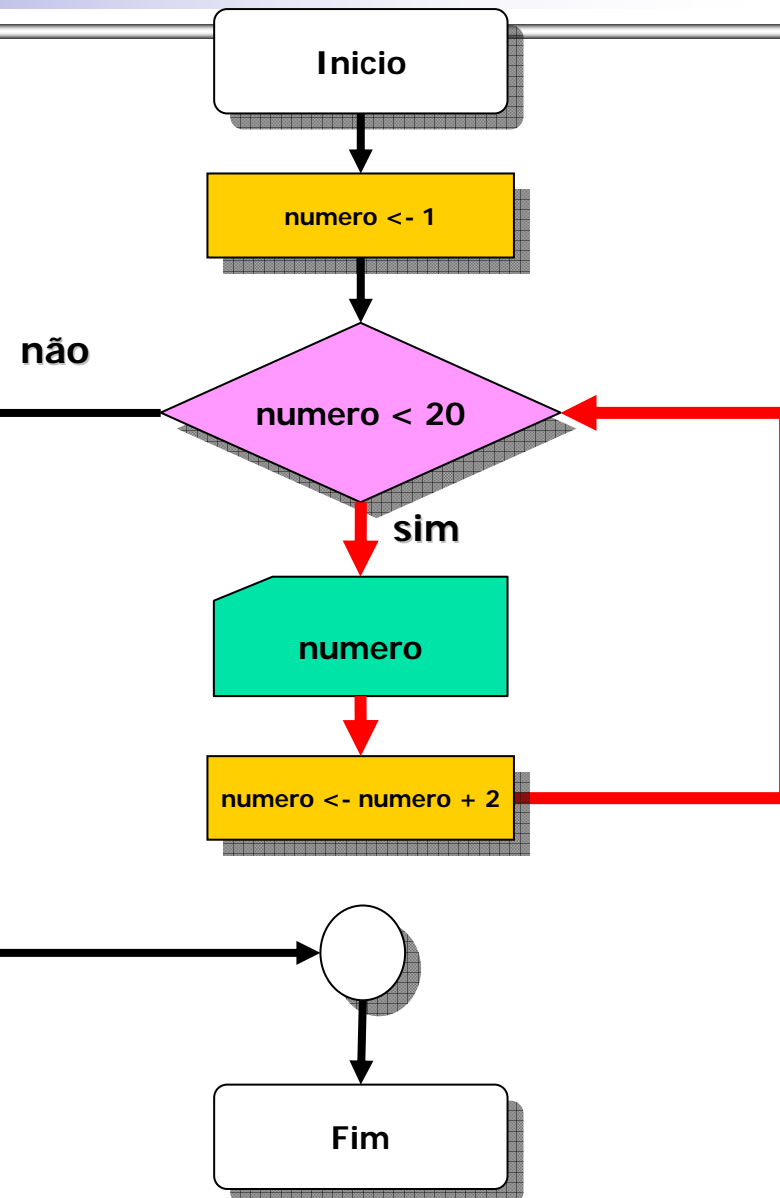 Inicio
numero <- 1
não
numero < 20
sim
numero
numero <- numero + 2
Fim